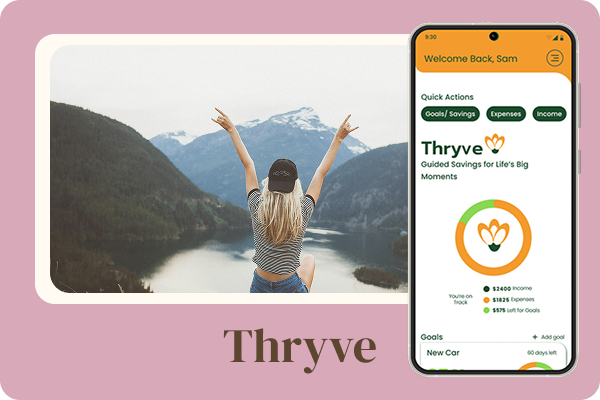 9:30
Welcome Back, Sam
Quick Actions
Goals/ Savings
Expenses
Income
Thryve
Guided Savings for Life's Big
Moments
You're on
Track
$2400 Income
$1825 Expenses
$575 Left for Goals
Goals
+ Add goal
New Car
60 days left
Thryve